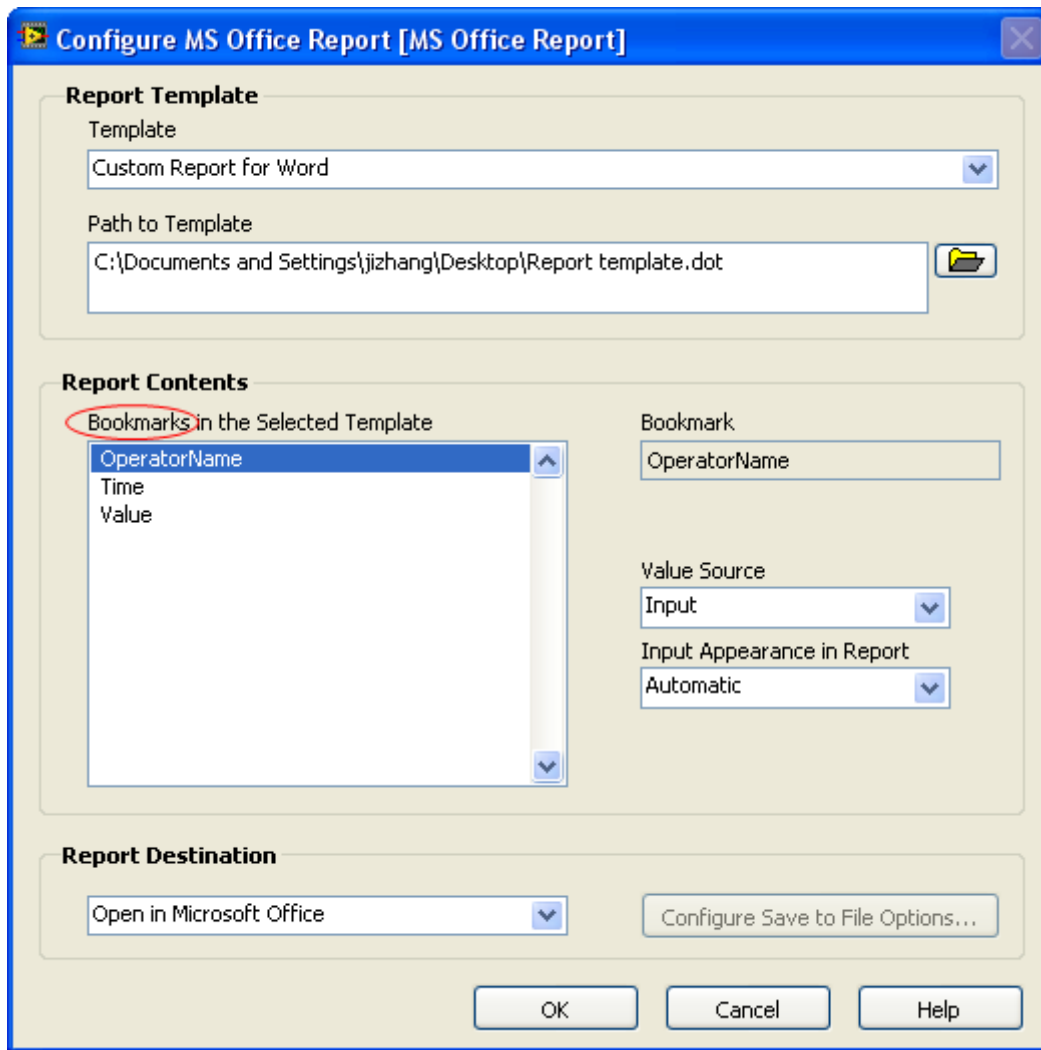 Configure MS Office Report [MS Office Report]
Report Template
Template
Custom Report for Word
Path to Template
C:\Documents and Settings\jizhang\Desktop\Report template.dot
Report Contents
Bookmarks in the Selected Template
OperatorName
Time
Value
Bookmark
OperatorName
Value Source
Input
Input Appearance in Report
Automatic
Report Destination
Open in Microsoft Office
Configure Save to File Options...
OK
Cancel
Help